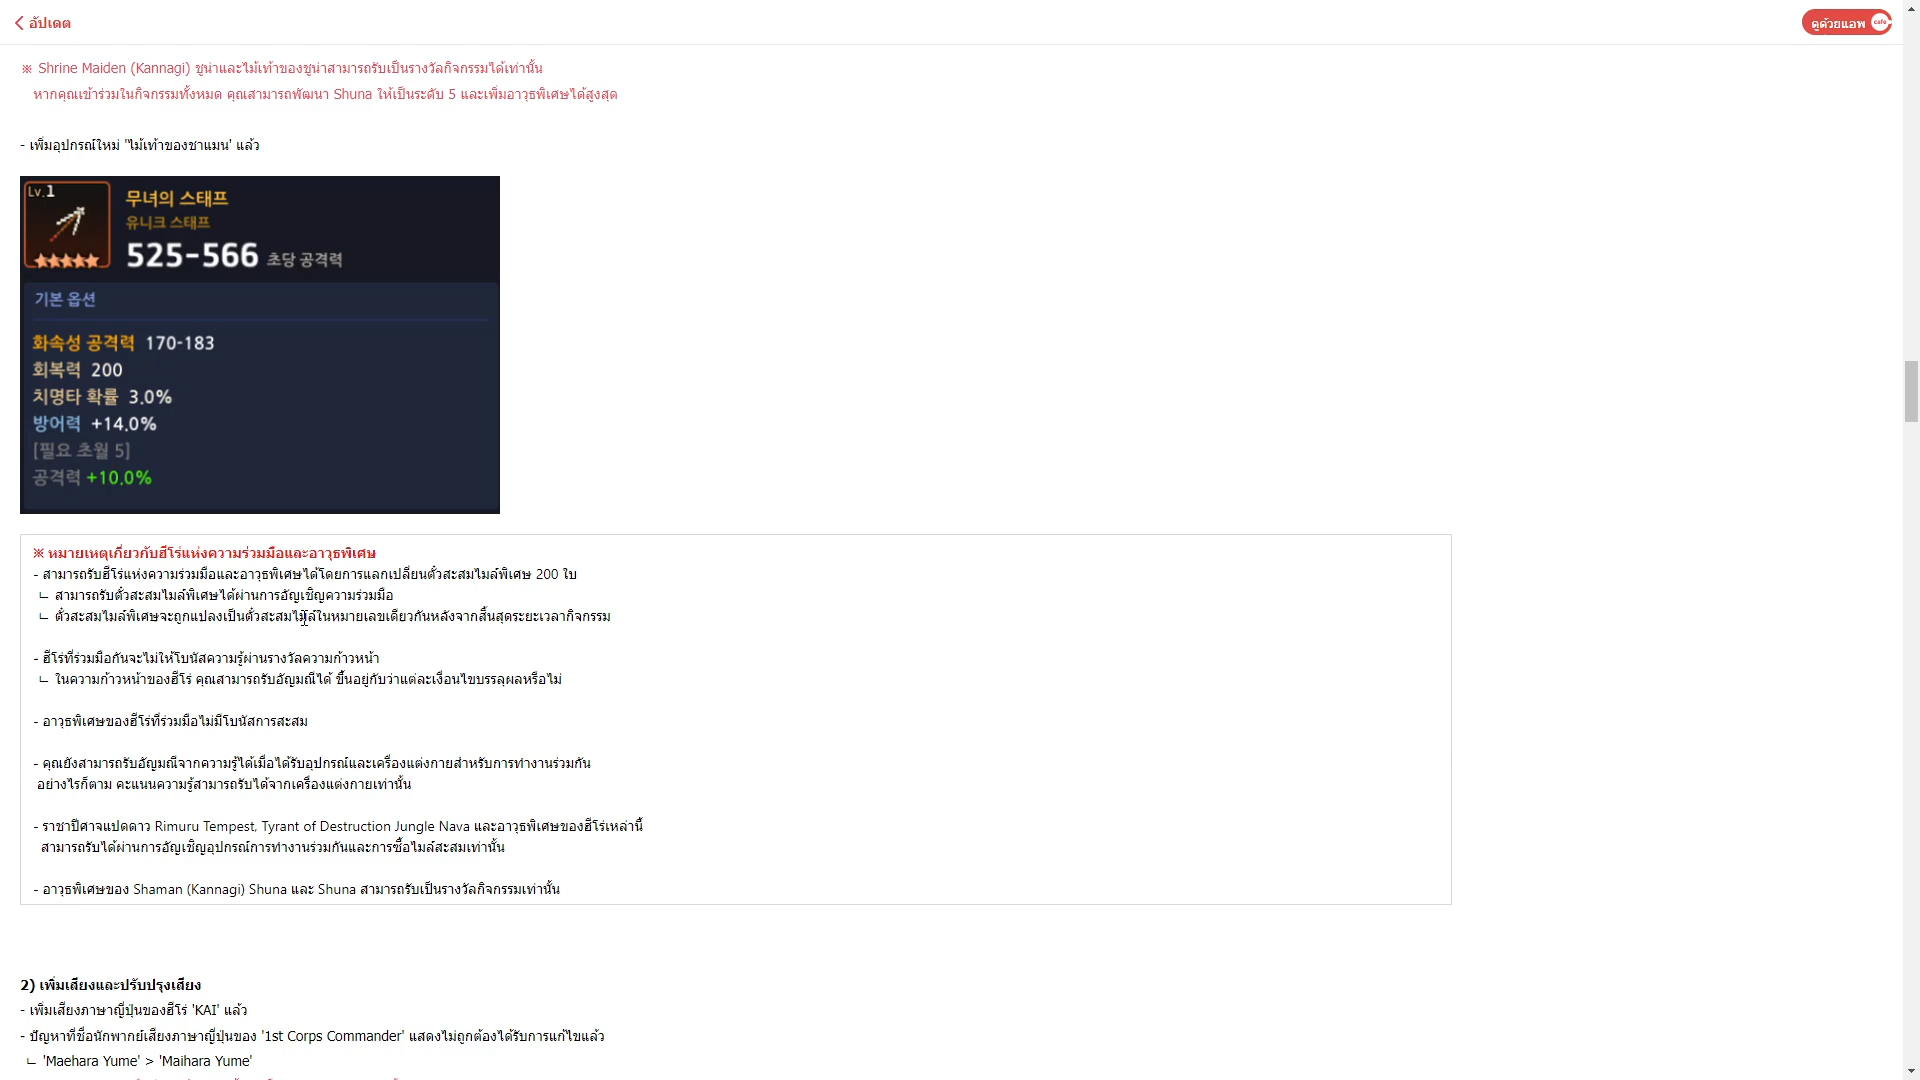 อัปเดต
ดูด้วยแอพ
cafe
※ Shrine Maiden (Kannagi) ชูน่าและไม้เท้าของชูน่าสามารถรับเป็นรางวัลกิจกรรมได้เท่านั้น
หากคุณเข้าร่วมในกิจกรรมทั้งหมด คุณสามารถพัฒนา Shuna ให้เป็นระดับ 5 และเพิ่มอาวุธพิเศษได้สูงสุด
- เพิ่มอุปกรณ์ใหม่ 'ไม้เท้าของชาแมน' แล้ว
Lv.1
무녀의 스태프
유니크 스태프
525-566 초당 공격력
기본 옵션
화속성 공격력 170-183
회복력 200
치명타 확률 3.0%
방어력 +14.0%
[필요 초월 5]
공격력 +10.0%
※ หมายเหตุเกี่ยวกับฮีโร่แห่งความร่วมมือและอาวุธพิเศษ
- สามารถรับฮีโร่แห่งความร่วมมือและอาวุธพิเศษได้โดยการแลกเปลี่ยนตั๋วสะสมไมล์พิเศษ 200 ใบ
ㄴ สามารถรับตั๋วสะสมไมล์พิเศษได้ผ่านการอัญเชิญความร่วมมือ
ㄴ ตั๋วสะสมไมล์พิเศษจะถูกแปลงเป็นตั๋วสะสมไมล์ในหมายเลขเดียวกันหลังจากสิ้นสุดระยะเวลากิจกรรม
- ฮีโร่ที่ร่วมมือกันจะไม่ให้โบนัสความรู้ผ่านรางวัลความก้าวหน้า
ㄴ ในความก้าวหน้าของฮีโร่ คุณสามารถรับอัญมณีได้ ขึ้นอยู่กับว่าแต่ละเงื่อนไขบรรลุผลหรือไม่
- อาวุธพิเศษของฮีโร่ที่ร่วมมือไม่มีโบนัสการสะสม
- คุณยังสามารถรับอัญมณีจากความรู้ได้เมื่อได้รับอุปกรณ์และเครื่องแต่งกายสำหรับการทำงานร่วมกัน
อย่างไรก็ตาม คะแนนความรู้สามารถรับได้จากเครื่องแต่งกายเท่านั้น
- ราชาปีศาจแปดดาว Rimuru Tempest, Tyrant of Destruction Jungle Nava และอาวุธพิเศษของฮีโร่เหล่านี้
สามารถรับได้ผ่านการอัญเชิญอุปกรณ์การทำงานร่วมกันและการซื้อไมล์สะสมเท่านั้น
- อาวุธพิเศษของ Shaman (Kannagi) Shuna และ Shuna สามารถรับเป็นรางวัลกิจกรรมเท่านั้น
2) เพิ่มเสียงและปรับปรุงเสียง
- เพิ่มเสียงภาษาญี่ปุ่นของฮีโร่ 'KAI' แล้ว
- ปัญหาที่ชื่อนักพากย์เสียงภาษาญี่ปุ่นของ '1st Corps Commander' แสดงไม่ถูกต้องได้รับการแก้ไขแล้ว
ㄴ 'Maehara Yume' > 'Maihara Yume'